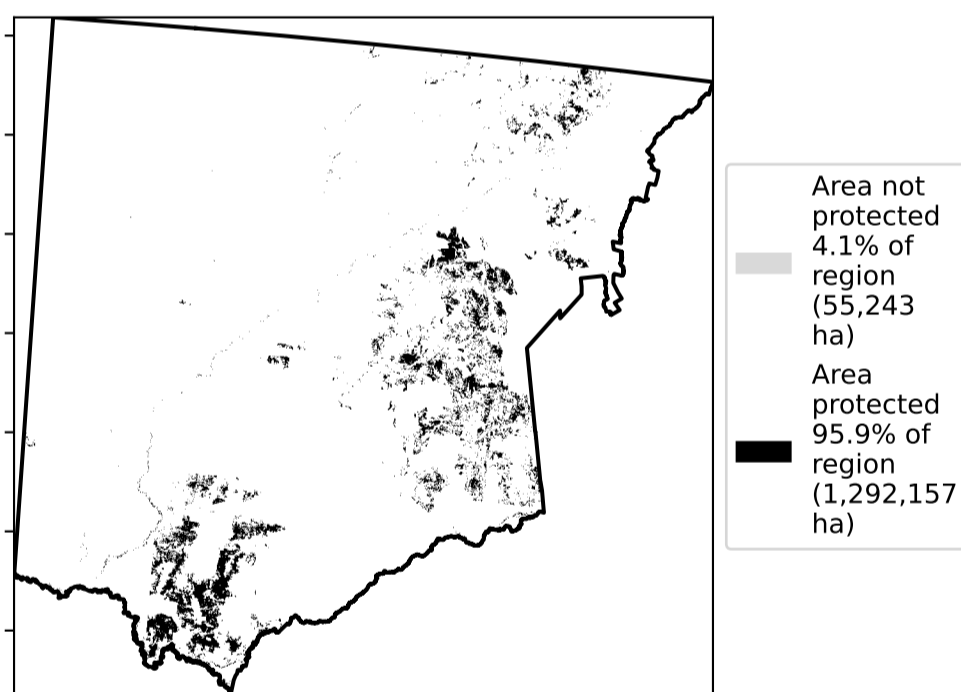 Area not
protected
4.1% of
region
(55,243
ha)
Area
protected
95.9% of
region
(1,292,157
ha)